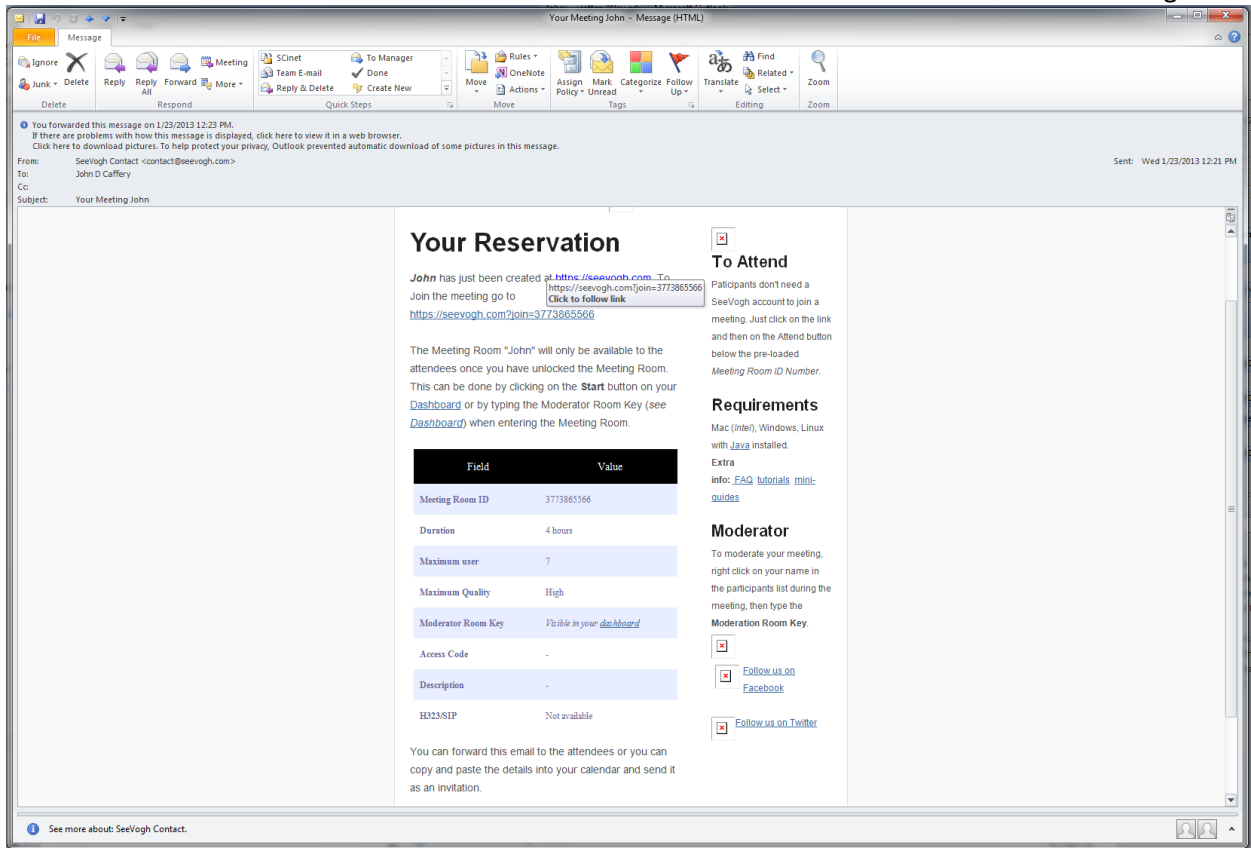 Your Meeting John - Message (HTML)
File Message
Ignore
Junk
Delete
Reply
Reply All
Forward
Meeting
More
SCinet
Team E-mail
Reply & Delete
To Manager
Done
Create New
Move
Rules
OneNote
Actions
Assign Policy
Mark Unread
Categorize
Follow Up
Translate
Find
Related
Select
Zoom
Delete Respond Quick Steps Move Tags Editing Zoom
You forwarded this message on 1/23/2013 12:23 PM.
If there are problems with how this message is displayed, click here to view it in a web browser.
Click here to download pictures. To help protect your privacy, Outlook prevented automatic download of some pictures in this message.
From: SeeVogh Contact <contact@seevogh.com>
Sent: Wed 1/23/2013 12:21 PM
To: John D Caffery
Cc:
Subject: Your Meeting John
Your Reservation
John has just been created at https://seevogh.com. To
https://seevogh.com?join=3773865566
Click to follow link
Join the meeting go to
https://seevogh.com?join=3773865566
The Meeting Room "John" will only be available to the
attendees once you have unlocked the Meeting Room.
This can be done by clicking on the Start button on your
Dashboard or by typing the Moderator Room Key (see
Dashboard) when entering the Meeting Room.
Field Value
Meeting Room ID 3773865566
Duration 4 hours
Maximum user 7
Maximum Quality High
Moderator Room Key Visible in your dashboard
Access Code -
Description -
H323/SIP Not available
You can forward this email to the attendees or you can
copy and paste the details into your calendar and send it
as an invitation.
To Attend
Paticipants don't need a
SeeVogh account to join a
meeting. Just click on the link
and then on the Attend button
below the pre-loaded
Meeting Room ID Number.
Requirements
Mac (Intel), Windows, Linux
with Java installed.
Extra
info: FAQ tutorials mini-
guides
Moderator
To moderate your meeting,
right click on your name in
the participants list during the
meeting, then type the
Moderation Room Key.
Follow us on
Facebook
Follow us on Twitter
See more about: SeeVogh Contact.